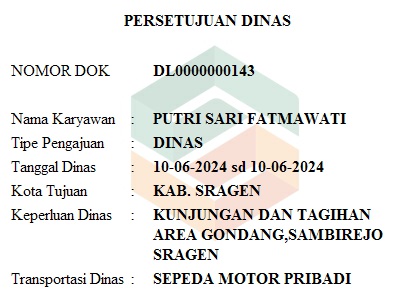 PERSETUJUAN DINAS
NOMOR DOK DL0000000143
Nama Karyawan : PUTRI SARI FATMAWATI
Tipe Pengajuan : DINAS
Tanggal Dinas : 10-06-2024 sd 10-06-2024
Kota Tujuan : KAB. SRAGEN
Keperluan Dinas : KUNJUNGAN DAN TAGIHAN
AREA GONDANG,SAMBIREJO
SRAGEN
Transportasi Dinas : SEPEDA MOTOR PRIBADI